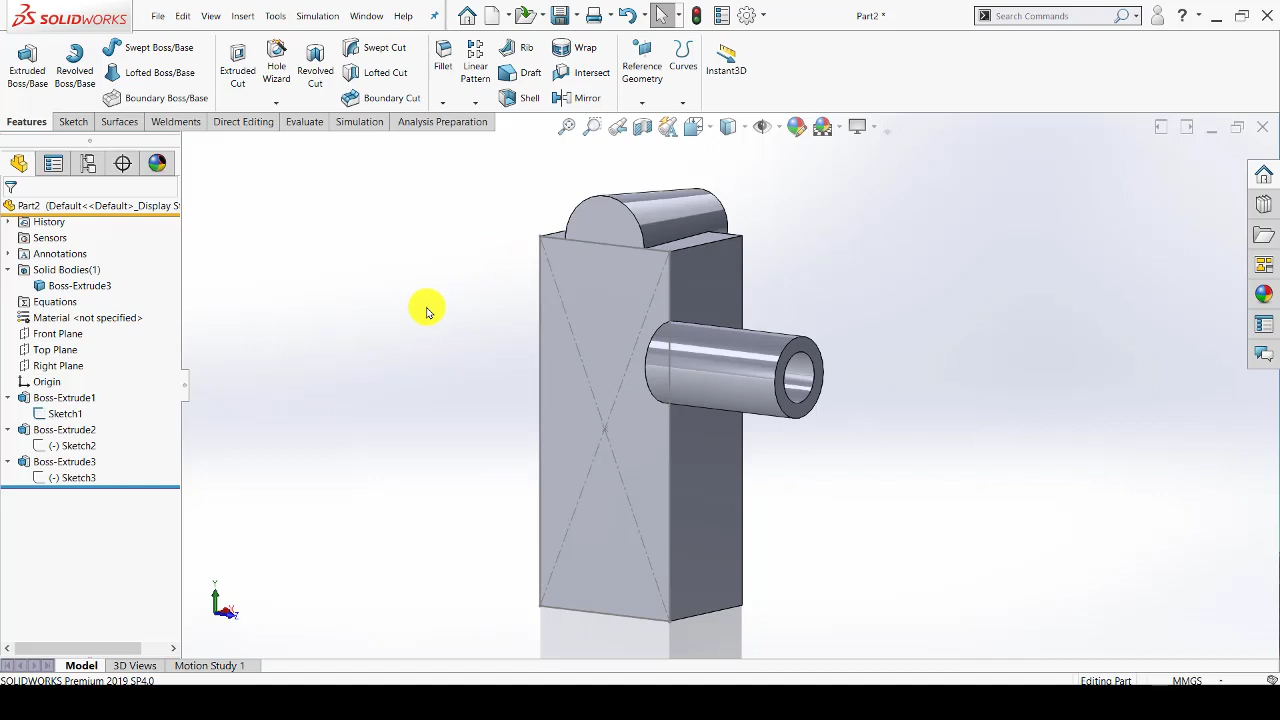 SOLIDWORKS File Edit View Insert Tools Simulation Window Help Part2 * Search Commands ?
Extruded Boss/Base
Revolved Boss/Base
Swept Boss/Base
Lofted Boss/Base
Boundary Boss/Base
Extruded Cut
Hole Wizard
Revolved Cut
Swept Cut
Lofted Cut
Boundary Cut
Fillet
Linear Pattern
Rib
Draft
Shell
Wrap
Intersect
Mirror
Reference Geometry
Curves
Instant3D
Features Sketch Surfaces Weldments Direct Editing Evaluate Simulation Analysis Preparation
Part2 (Default<<Default>_Display S
History
Sensors
Annotations
Solid Bodies(1)
Boss-Extrude3
Equations
Material <not specified>
Front Plane
Top Plane
Right Plane
Origin
Boss-Extrude1
Sketch1
Boss-Extrude2
(-) Sketch2
Boss-Extrude3
(-) Sketch3
Y
X
Z
Model 3D Views Motion Study 1
SOLIDWORKS Premium 2019 SP4.0 Editing Part MMGS -